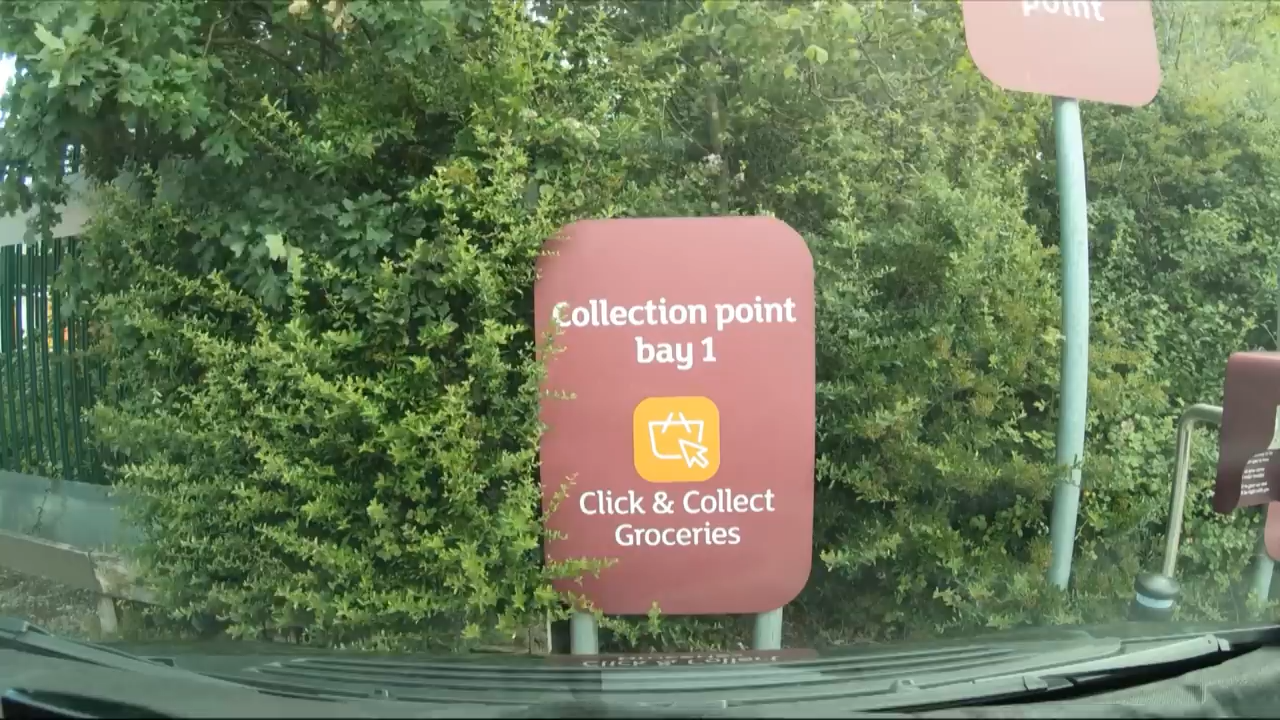 point
Collection point
bay 1
Click & Collect
Groceries